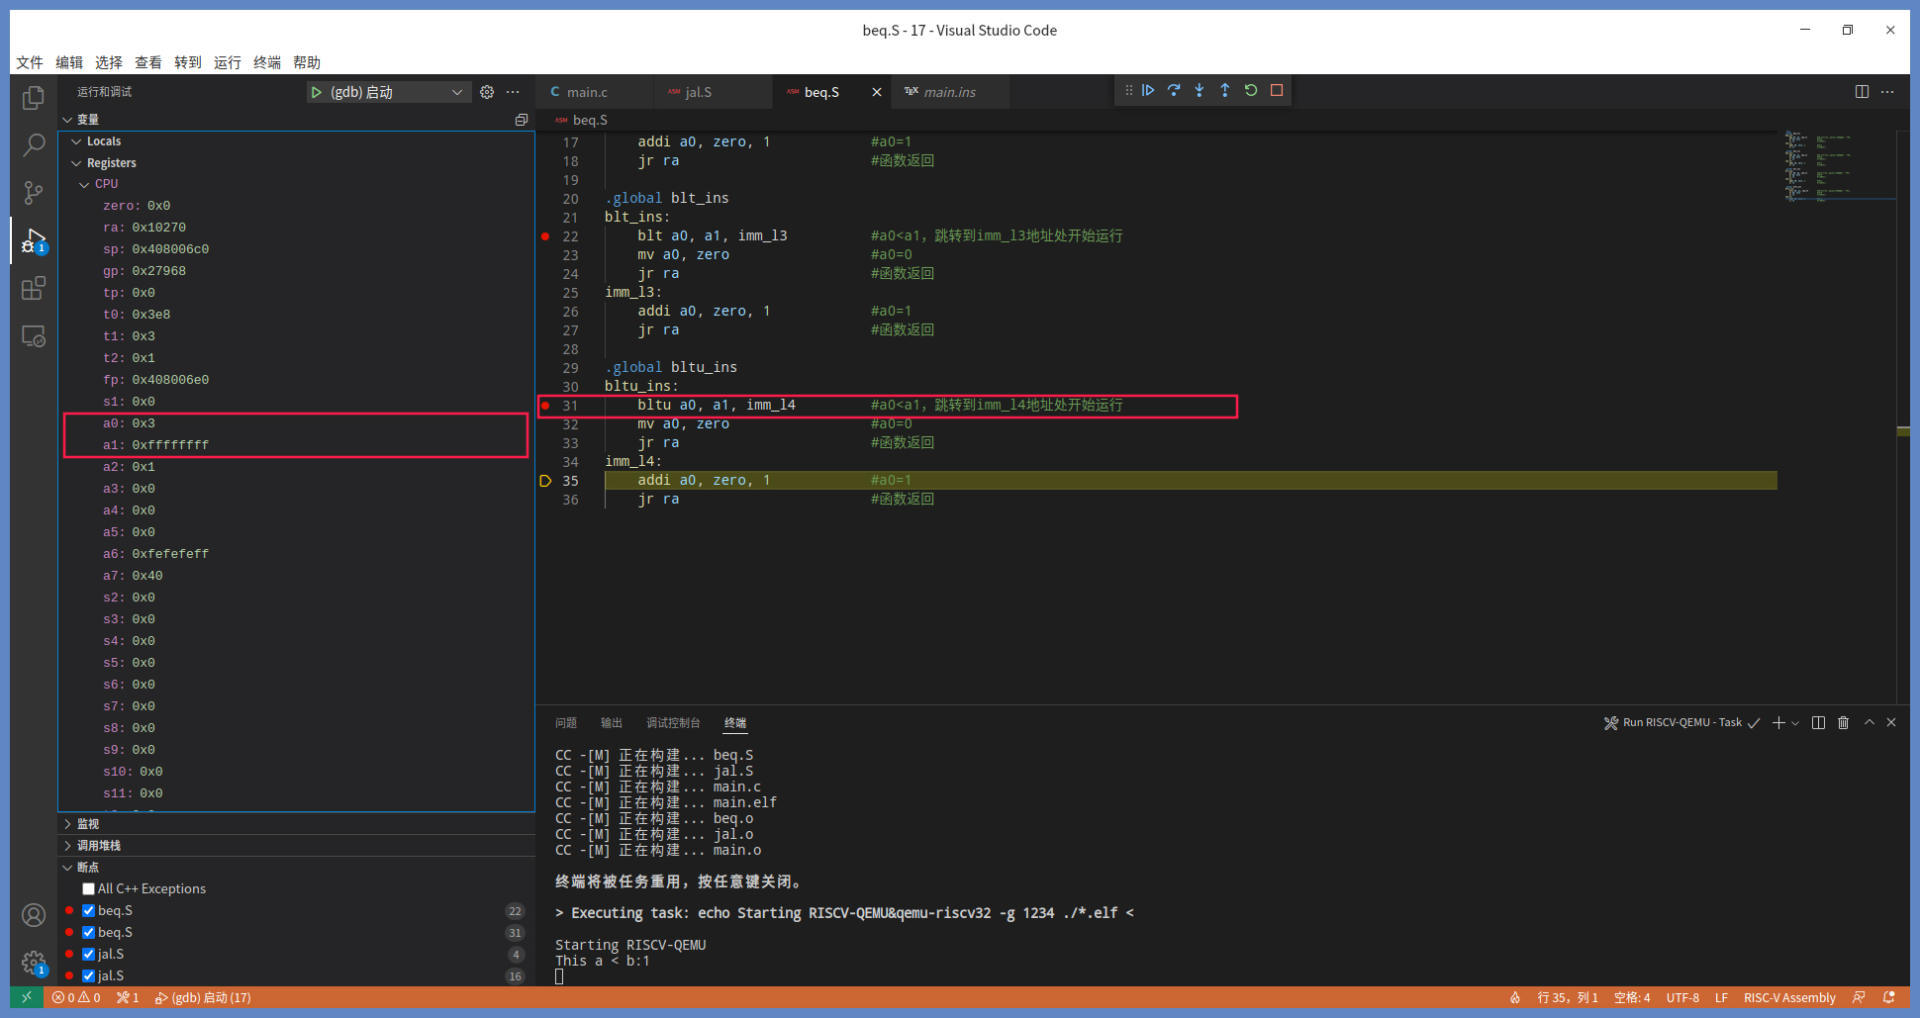 beq.S - 17 - Visual Studio Code
文件 编辑 选择 查看 转到 运行 终端 帮助
运行和调试 (gdb) 启动
变量
Locals
Registers
CPU
zero: 0x0
ra: 0x10270
sp: 0x408006c0
gp: 0x27968
tp: 0x0
t0: 0x3e8
t1: 0x3
t2: 0x1
fp: 0x408006e0
s1: 0x0
a0: 0x3
a1: 0xffffffff
a2: 0x1
a3: 0x0
a4: 0x0
a5: 0x0
a6: 0xfefefeff
a7: 0x40
s2: 0x0
s3: 0x0
s4: 0x0
s5: 0x0
s6: 0x0
s7: 0x0
s8: 0x0
s9: 0x0
s10: 0x0
s11: 0x0
监视
调用堆栈
断点
All C++ Exceptions
beq.S 22
beq.S 31
jal.S 4
jal.S 16
C main.c ASM jal.S ASM beq.S TEX main.ins
ASM beq.S
17 addi a0, zero, 1 #a0=1
18 jr ra #函数返回
19
20 .global blt_ins
21 blt_ins:
22 blt a0, a1, imm_l3 #a0<a1, 跳转到imm_l3地址处开始运行
23 mv a0, zero #a0=0
24 jr ra #函数返回
25 imm_l3:
26 addi a0, zero, 1 #a0=1
27 jr ra #函数返回
28
29 .global bltu_ins
30 bltu_ins:
31 bltu a0, a1, imm_l4 #a0<a1, 跳转到imm_l4地址处开始运行
32 mv a0, zero #a0=0
33 jr ra #函数返回
34 imm_l4:
35 addi a0, zero, 1 #a0=1
36 jr ra #函数返回
问题 输出 调试控制台 终端 Run RISCV-QEMU - Task
CC -[M] 正在构建... beq.S
CC -[M] 正在构建... jal.S
CC -[M] 正在构建... main.c
CC -[M] 正在构建... main.elf
CC -[M] 正在构建... beq.o
CC -[M] 正在构建... jal.o
CC -[M] 正在构建... main.o
终端将被任务重用，按任意键关闭。
> Executing task: echo Starting RISCV-QEMU&qemu-riscv32 -g 1234 ./*.elf <
Starting RISCV-QEMU
This a < b:1
1
1
0 0 1 (gdb) 启动 (17) 行 35，列 1 空格: 4 UTF-8 LF RISC-V Assembly